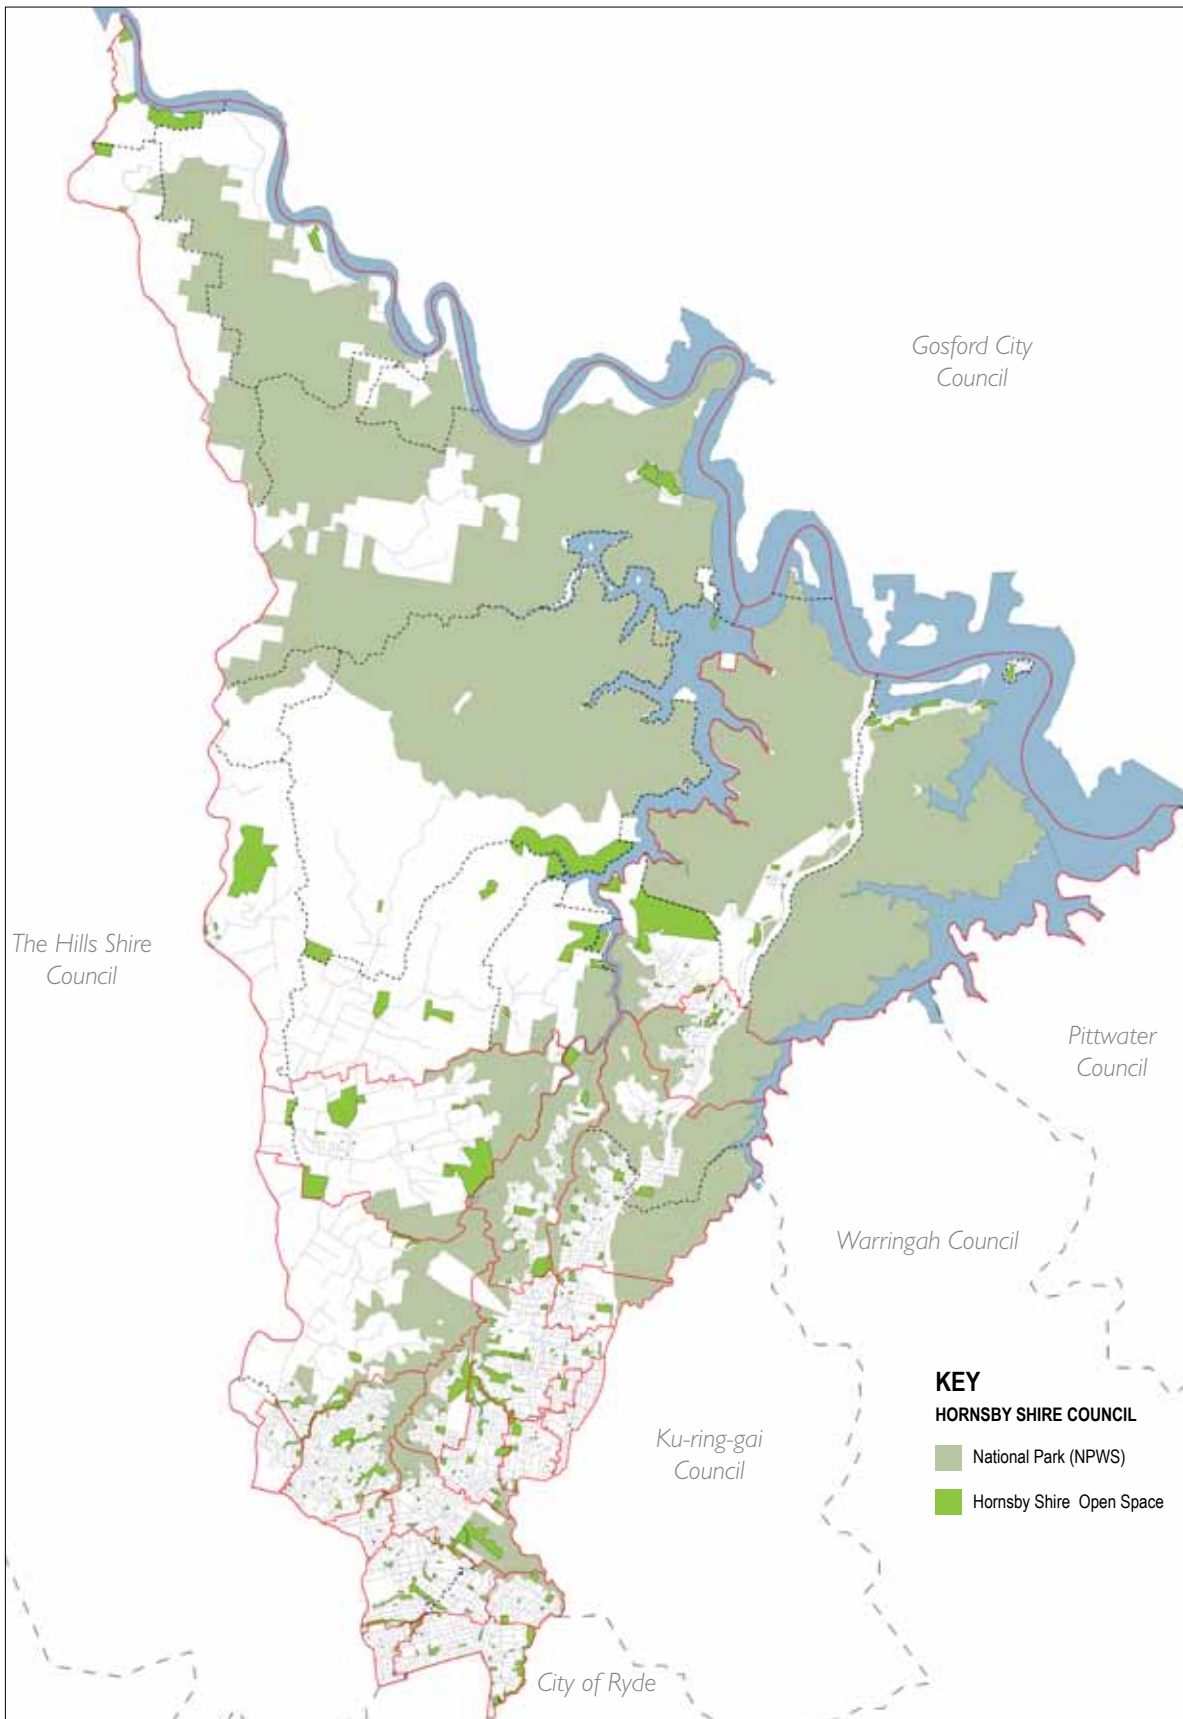 Gosford City
Council
The Hills Shire
Council
Pittwater
Council
Warringah Council
Ku-ring-gai
Council
City of Ryde
KEY
HORNSBY SHIRE COUNCIL
National Park (NPWS)
Hornsby Shire Open Space